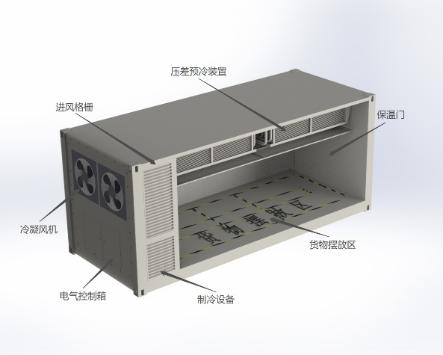 压差预冷装置
进风格栅
保温门
冷凝风机
货物摆放区
电气控制箱
制冷设备